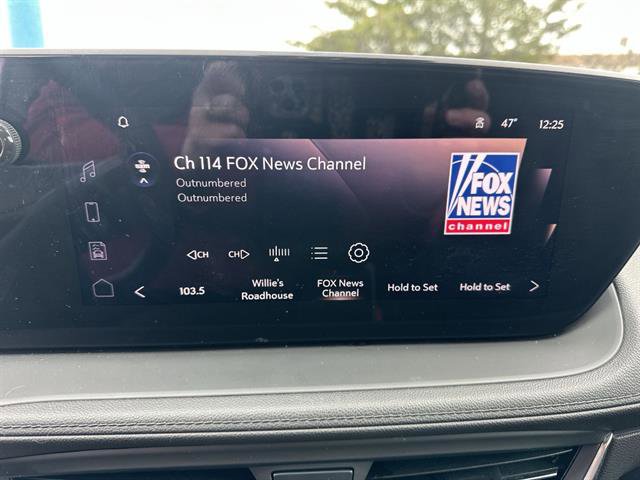 47°
12:25
Ch 114 FOX News Channel
Outnumbered
Outnumbered
FOX
NEWS
channel
CH
CH
103.5
Willie's
Roadhouse
FOX News
Channel
Hold to Set
Hold to Set